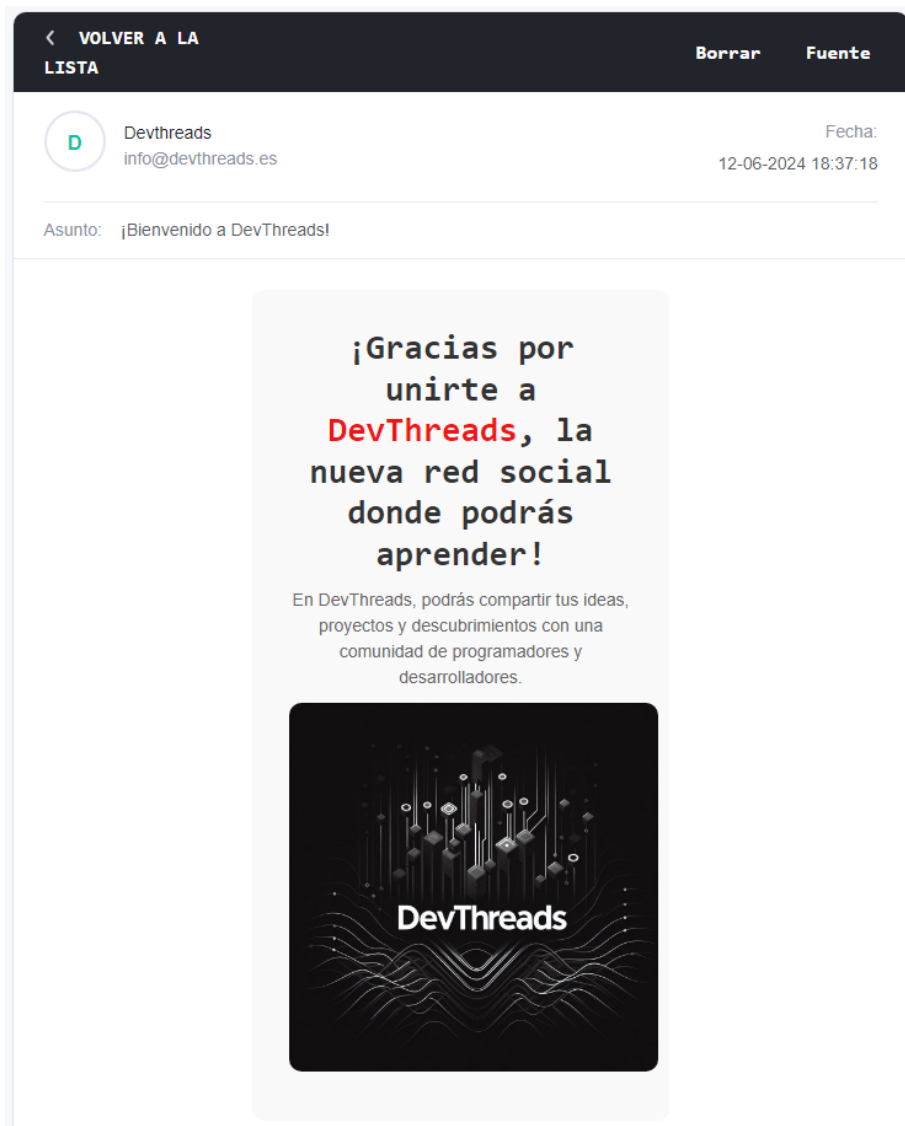 VOLVER A LA
LISTA
Borrar Fuente
D
Devthreads
info@devthreads.es
Fecha:
12-06-2024 18:37:18
Asunto: ¡Bienvenido a DevThreads!
¡Gracias por
unirte a
DevThreads, la
nueva red social
donde podrás
aprender!
En DevThreads, podrás compartir tus ideas,
proyectos y descubrimientos con una
comunidad de programadores y
desarrolladores.
DevThreads